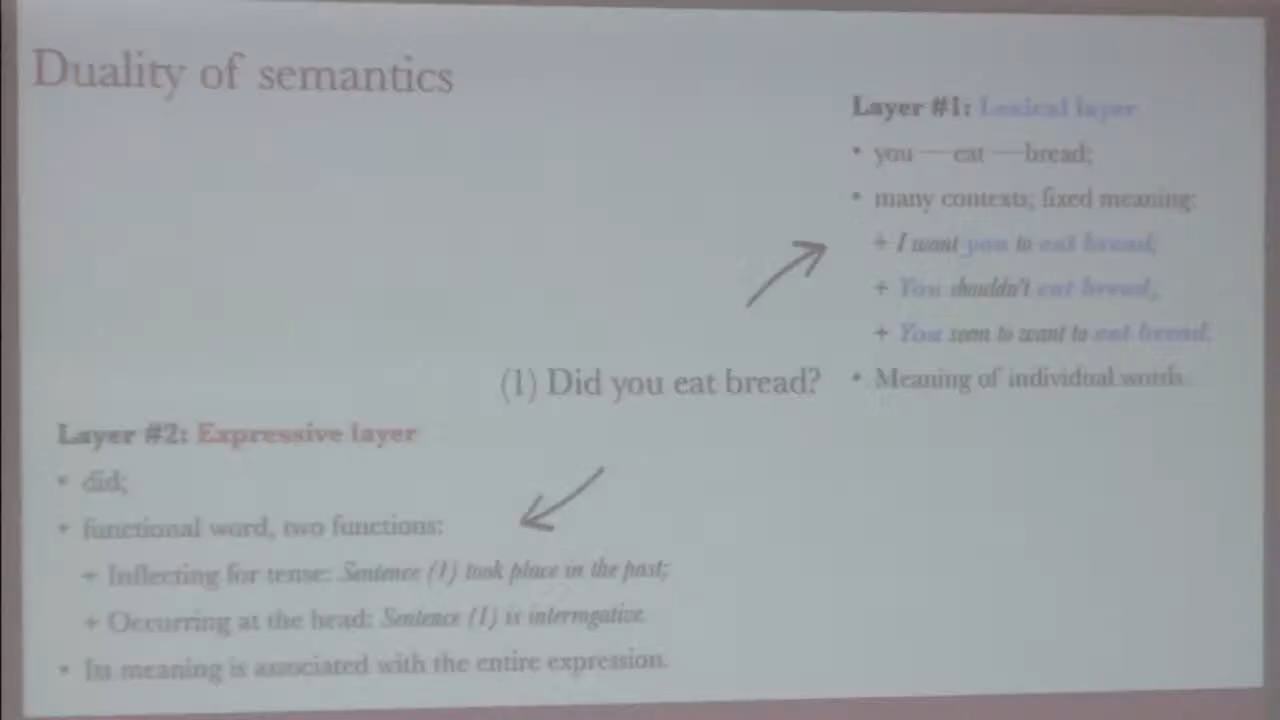 Duality of semantics
Layer #1: Lexical layer
• you — eat — bread;
• many contexts; fixed meaning:
+ I want you to eat bread;
+ You shouldn't eat bread;
+ You seem to want to eat bread.
• Meaning of individual words.
(1) Did you eat bread?
Layer #2: Expressive layer
• did;
• functional word, two functions:
+ Inflecting for tense: Sentence (1) took place in the past;
+ Occurring at the head: Sentence (1) is interrogative.
• Its meaning is associated with the entire expression.